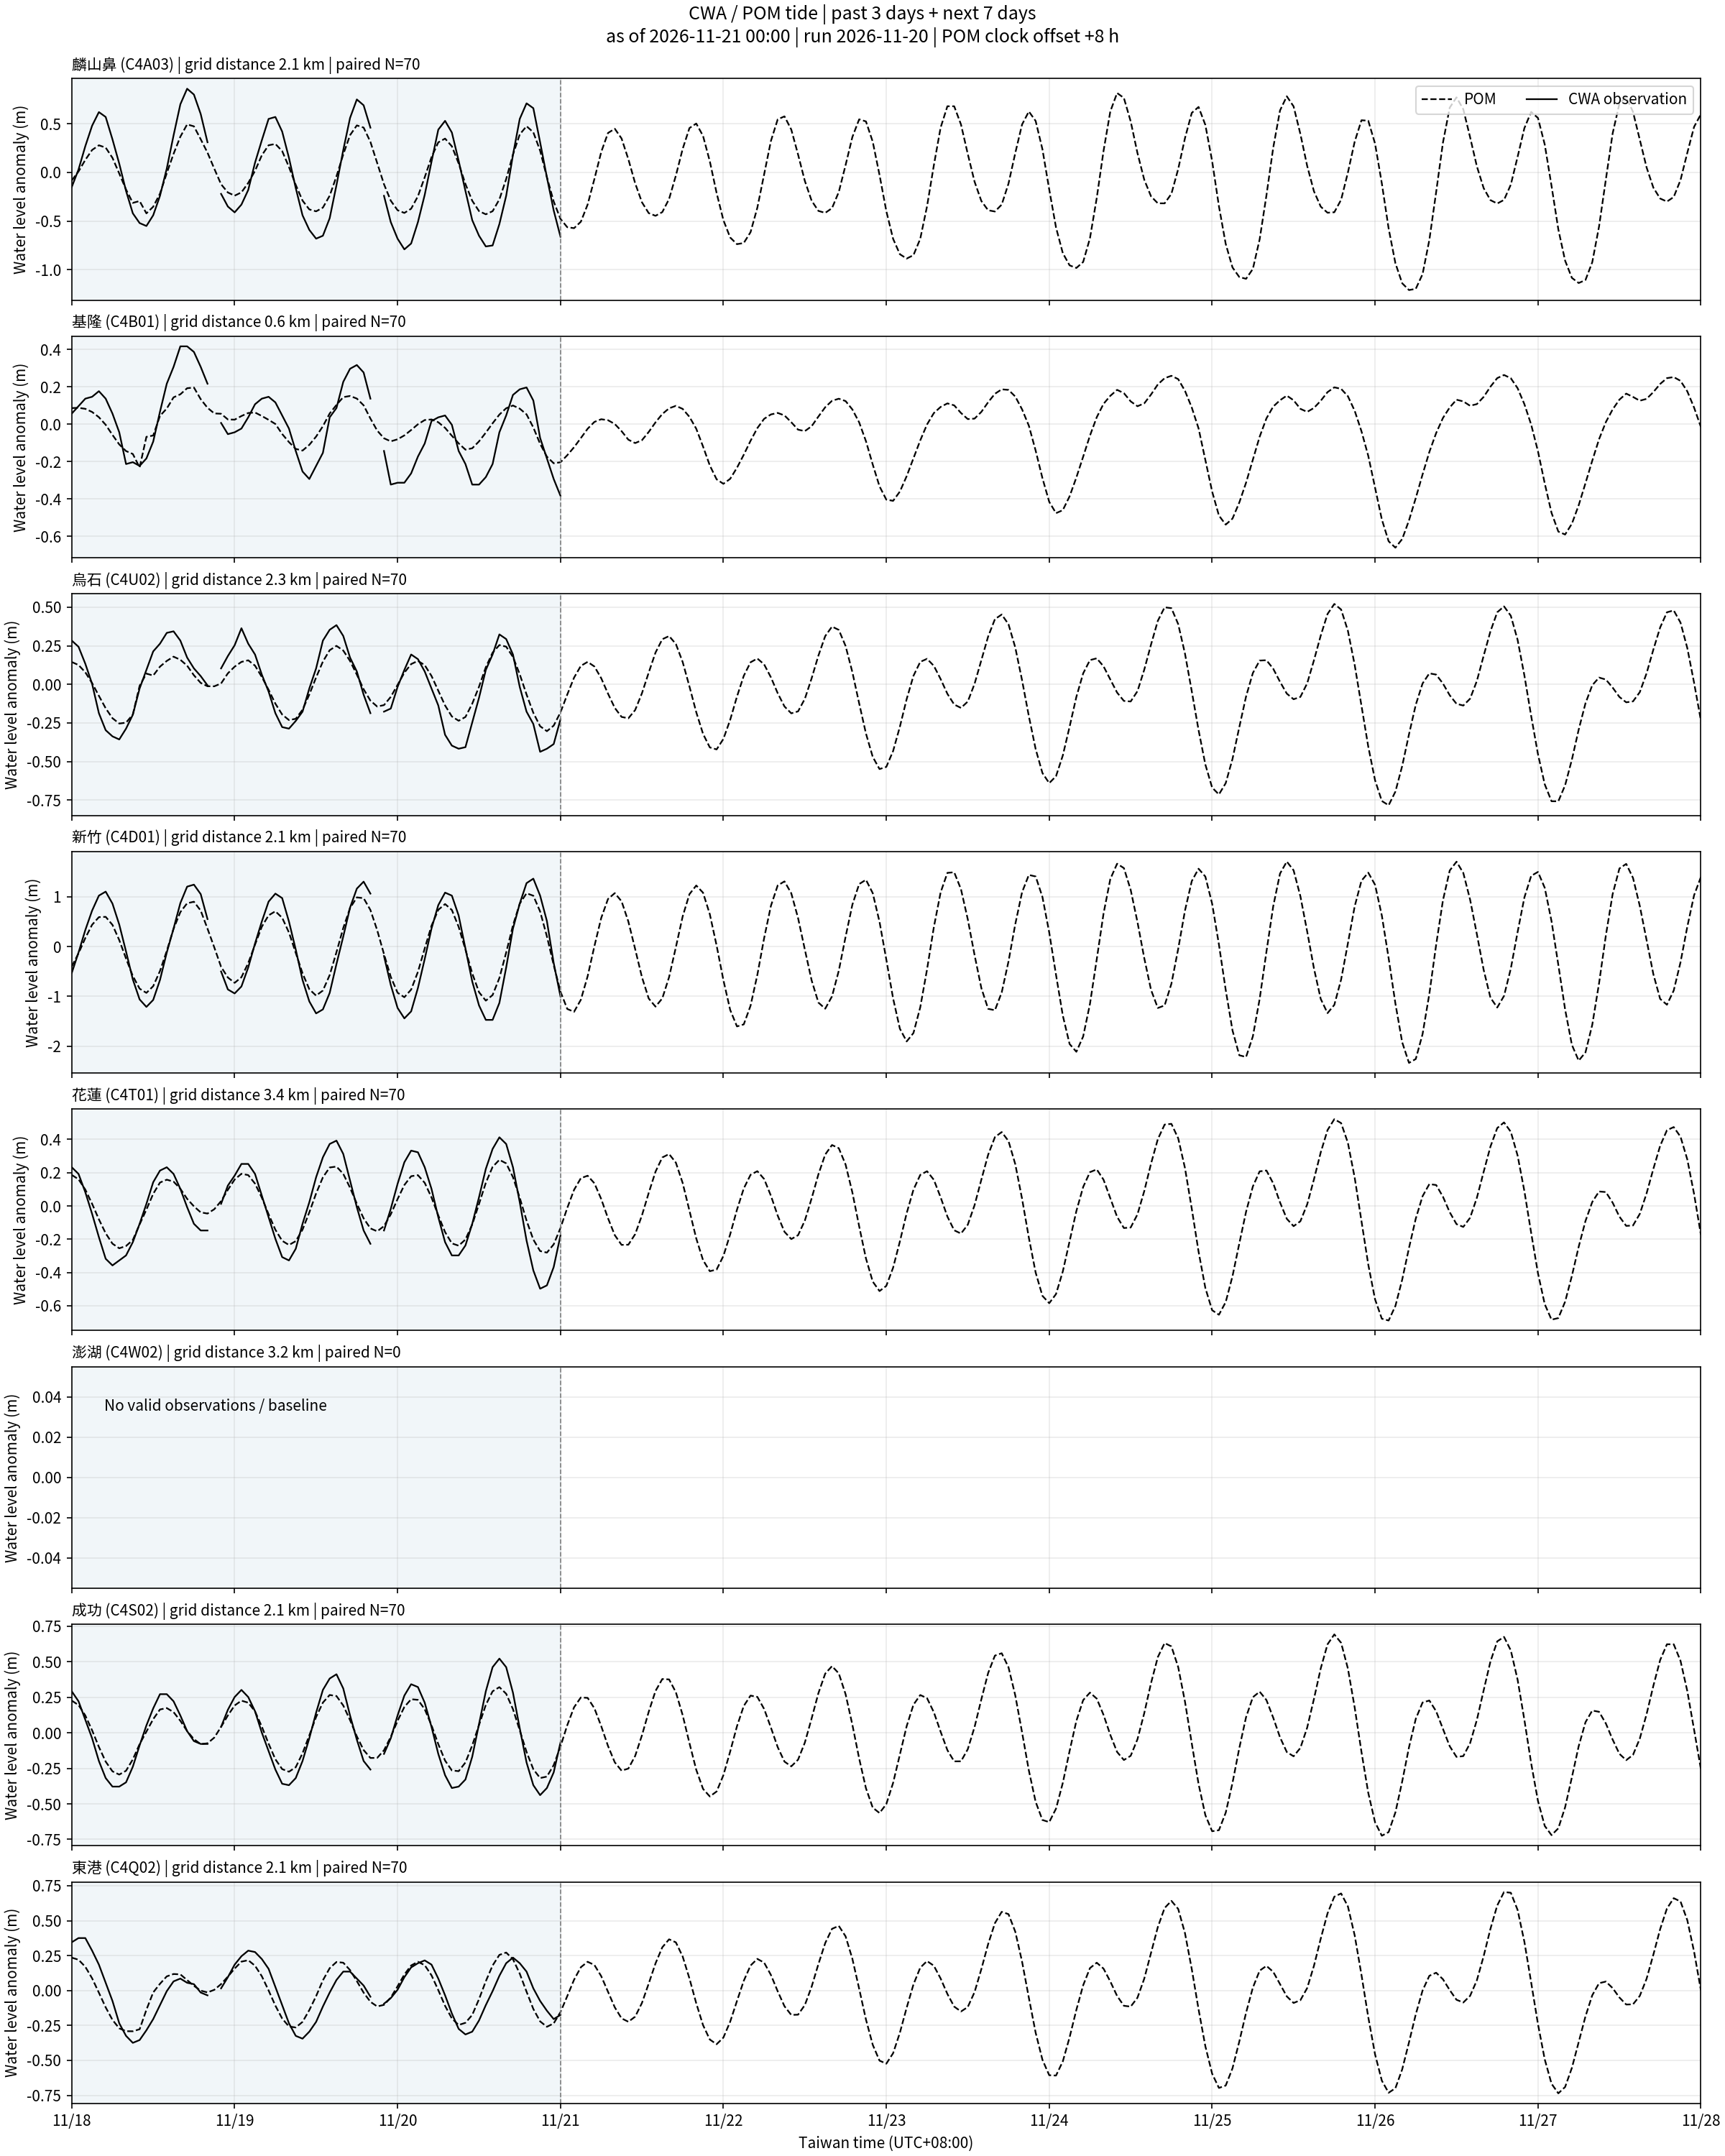 CWA / POM tide | past 3 days + next 7 days
as of 2026-11-21 00:00 | run 2026-11-20 | POM clock offset +8 h
麟山鼻 (C4A03) | grid distance 2.1 km | paired N=70
Water level anomaly (m)
0.5
0.0
-0.5
-1.0
POM
CWA observation
基隆 (C4B01) | grid distance 0.6 km | paired N=70
Water level anomaly (m)
0.4
0.2
0.0
-0.2
-0.4
-0.6
烏石 (C4U02) | grid distance 2.3 km | paired N=70
Water level anomaly (m)
0.50
0.25
0.00
-0.25
-0.50
-0.75
新竹 (C4D01) | grid distance 2.1 km | paired N=70
Water level anomaly (m)
1
0
-1
-2
花蓮 (C4T01) | grid distance 3.4 km | paired N=70
Water level anomaly (m)
0.4
0.2
0.0
-0.2
-0.4
-0.6
澎湖 (C4W02) | grid distance 3.2 km | paired N=0
Water level anomaly (m)
0.04
0.02
0.00
-0.02
-0.04
No valid observations / baseline
成功 (C4S02) | grid distance 2.1 km | paired N=70
Water level anomaly (m)
0.75
0.50
0.25
0.00
-0.25
-0.50
-0.75
東港 (C4Q02) | grid distance 2.1 km | paired N=70
Water level anomaly (m)
0.75
0.50
0.25
0.00
-0.25
-0.50
-0.75
11/18 11/19 11/20 11/21 11/22 11/23 11/24 11/25 11/26 11/27 11/28
Taiwan time (UTC+08:00)